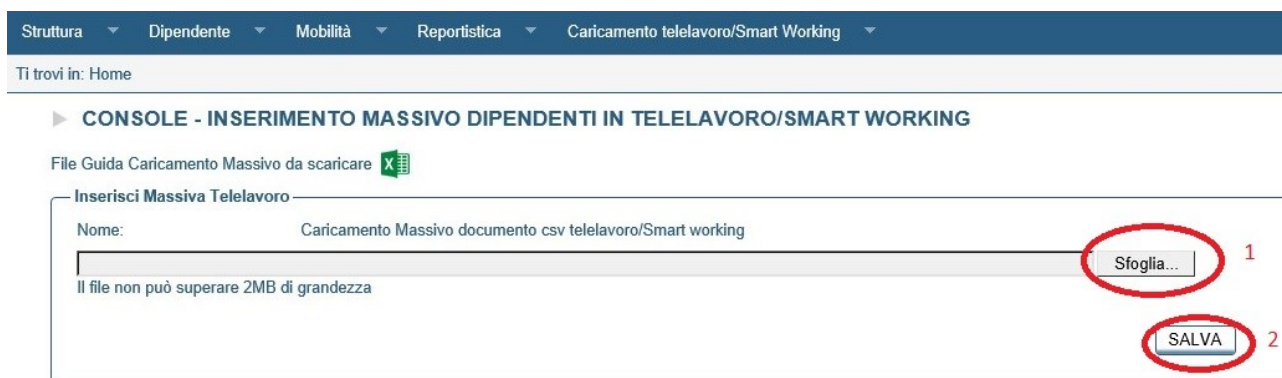 Struttura Dipendente Mobilità Reportistica Caricamento telelavoro/Smart Working
Ti trovi in: Home
CONSOLE - INSERIMENTO MASSIVO DIPENDENTI IN TELELAVORO/SMART WORKING
File Guida Caricamento Massivo da scaricare
Inserisci Massiva Telelavoro
Nome: Caricamento Massivo documento csv telelavoro/Smart working
Sfoglia... 1
Il file non può superare 2MB di grandezza
SALVA 2